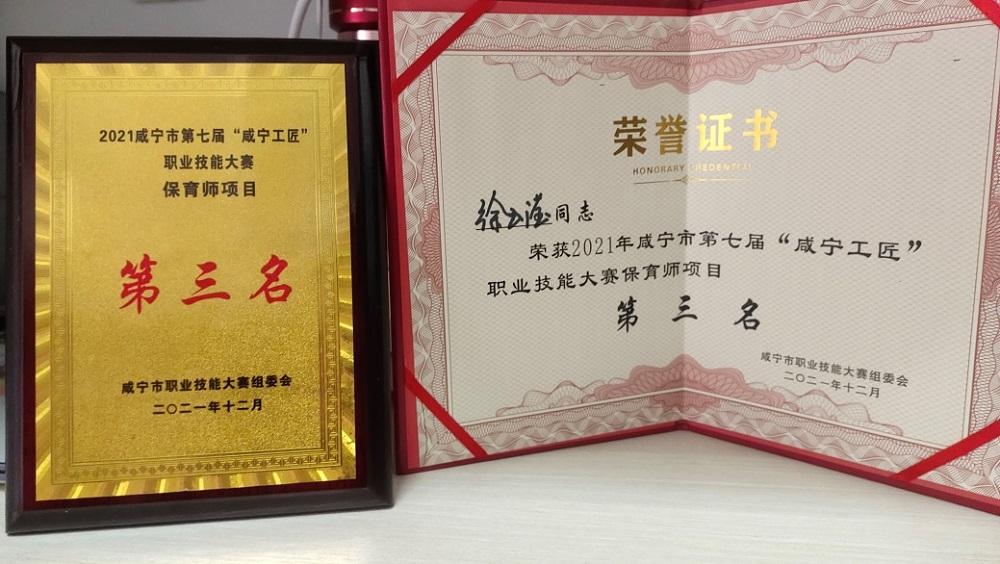 2021咸宁市第七届“咸宁工匠”
职业技能大赛
保育师项目
第三名
咸宁市职业技能大赛组委会
二〇二一年十二月
荣誉证书
HONORARY CREDENTIAL
徐 同志
荣获2021年咸宁市第七届“咸宁工匠”
职业技能大赛保育师项目
第三名
咸宁市职业技能大赛组委会
二〇二一年十二月